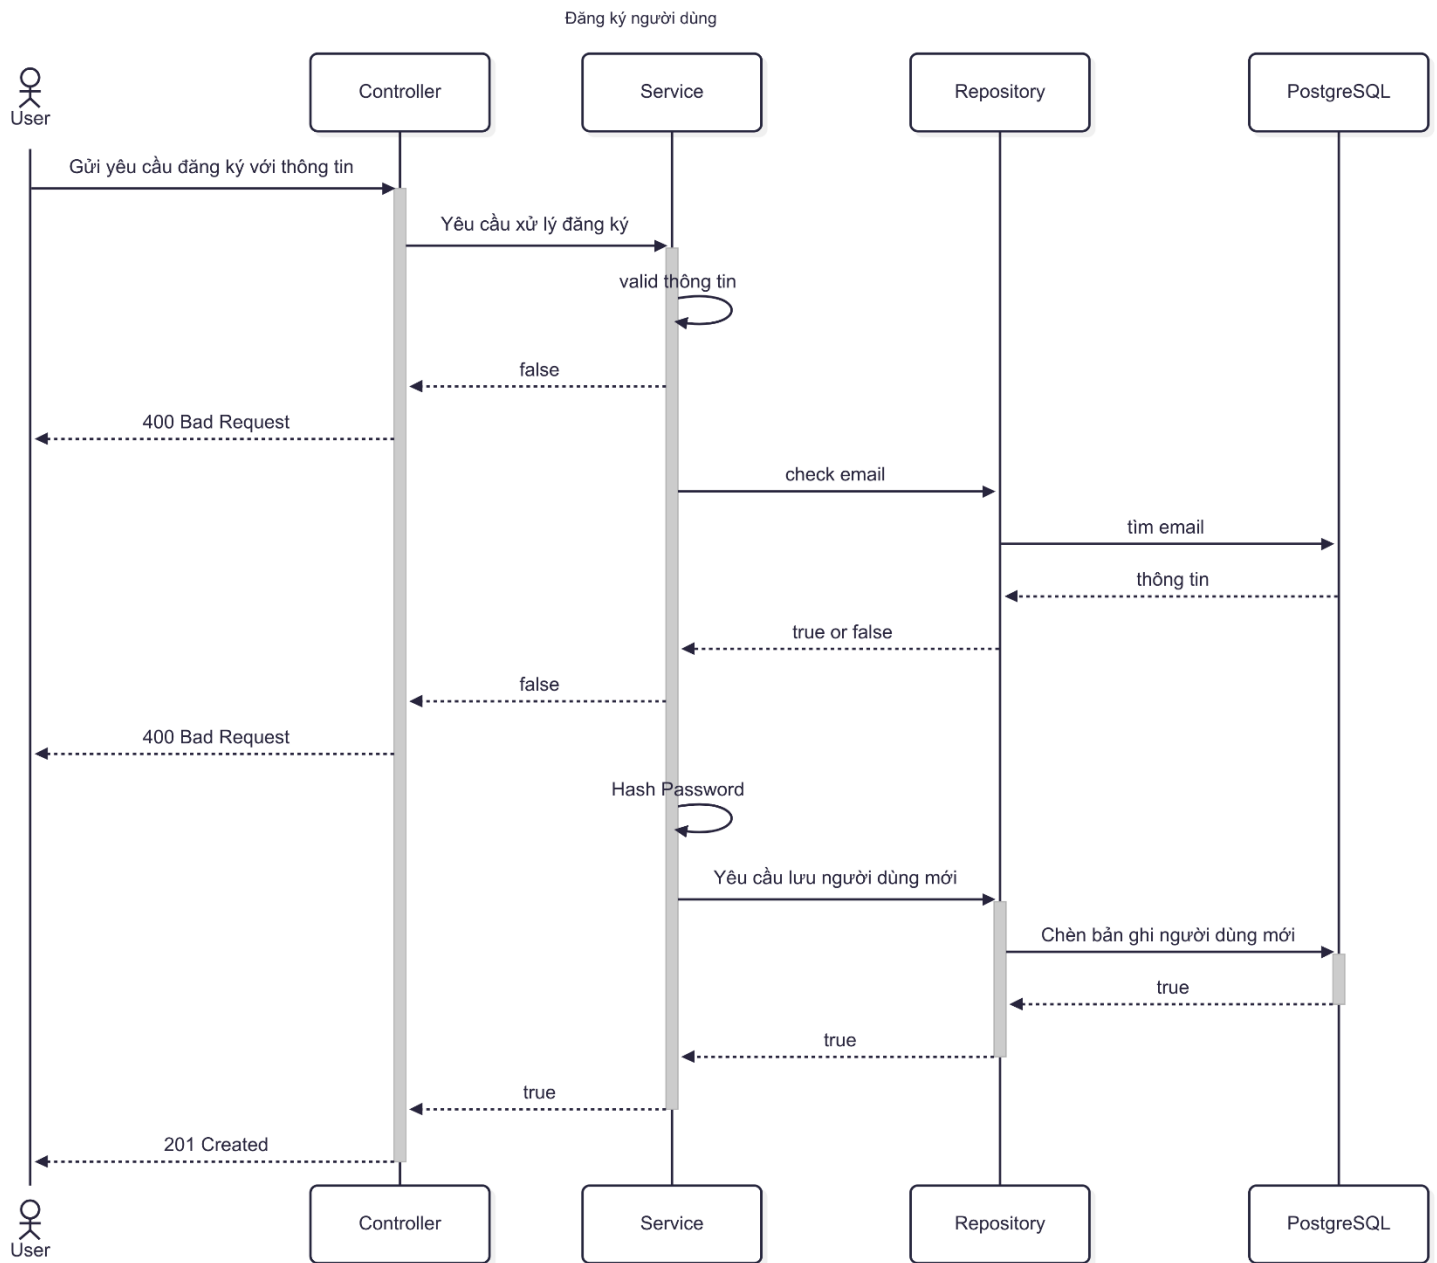 Đăng ký người dùng
User
Controller
Service
Repository
PostgreSQL
Gửi yêu cầu đăng ký với thông tin
Yêu cầu xử lý đăng ký
valid thông tin
false
400 Bad Request
check email
tìm email
thông tin
true or false
false
400 Bad Request
Hash Password
Yêu cầu lưu người dùng mới
Chèn bản ghi người dùng mới
true
true
true
201 Created
User
Controller
Service
Repository
PostgreSQL